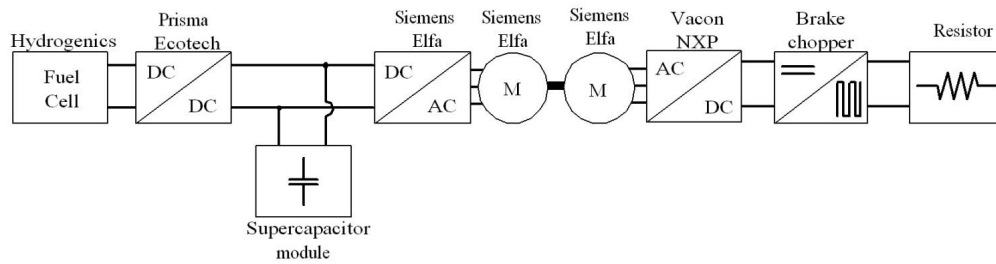 Hydrogenics
Fuel
Cell
Prisma
Ecotech
DC
DC
Supercapacitor
module
Siemens
Elfa
DC
AC
Siemens
Elfa
M
Siemens
Elfa
M
Vacon
NXP
AC
DC
Brake
chopper
Resistor